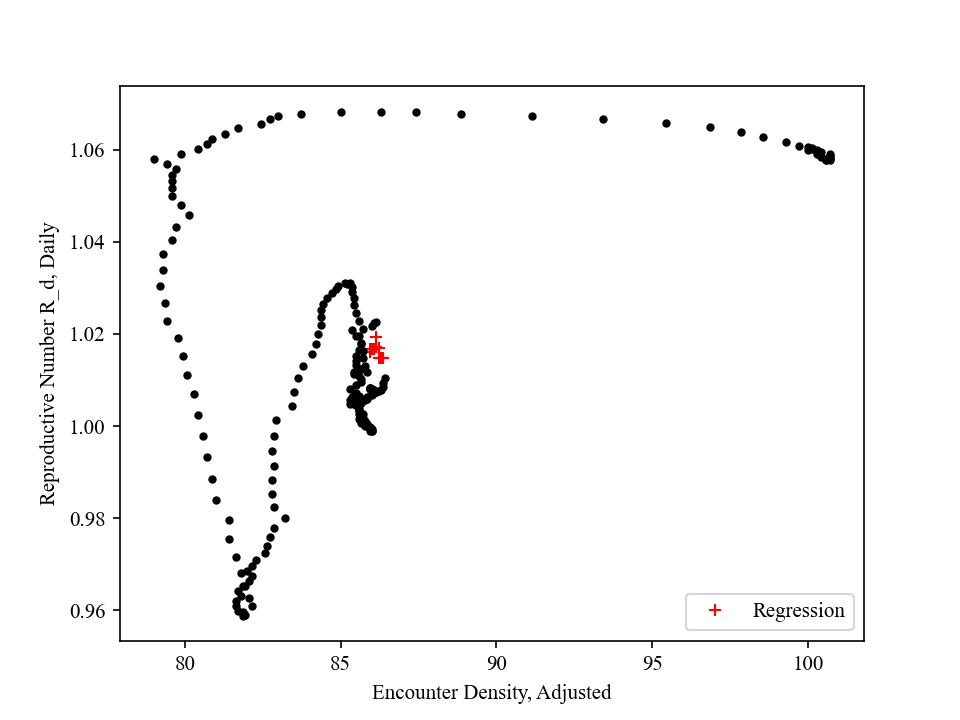 1.06
1.04
1.02
1.00
0.98
0.96
Reproductive Number R_d, Daily
Regression
80 85 90 95 100
Encounter Density, Adjusted